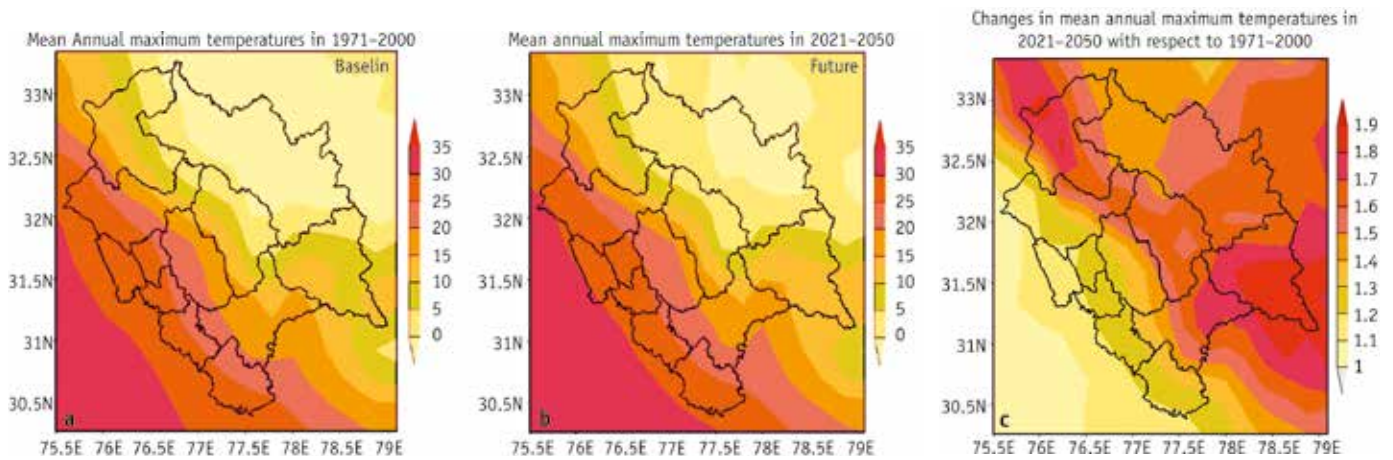 Mean Annual maximum temperatures in 1971–2000
Baselin
33N
32.5N
32N
31.5N
31N
30.5N
a
75.5E 76E 76.5E 77E 77.5E 78E 78.5E 79E
35
30
25
20
15
10
5
0
Mean annual maximum temperatures in 2021–2050
Future
33N
32.5N
32N
31.5N
31N
30.5N
b
75.5E 76E 76.5E 77E 77.5E 78E 78.5E 79E
35
30
25
20
15
10
5
0
Changes in mean annual maximum temperatures in
2021–2050 with respect to 1971–2000
33N
32.5N
32N
31.5N
31N
30.5N
c
75.5E 76E 76.5E 77E 77.5E 78E 78.5E 79E
1.9
1.8
1.7
1.6
1.5
1.4
1.3
1.2
1.1
1